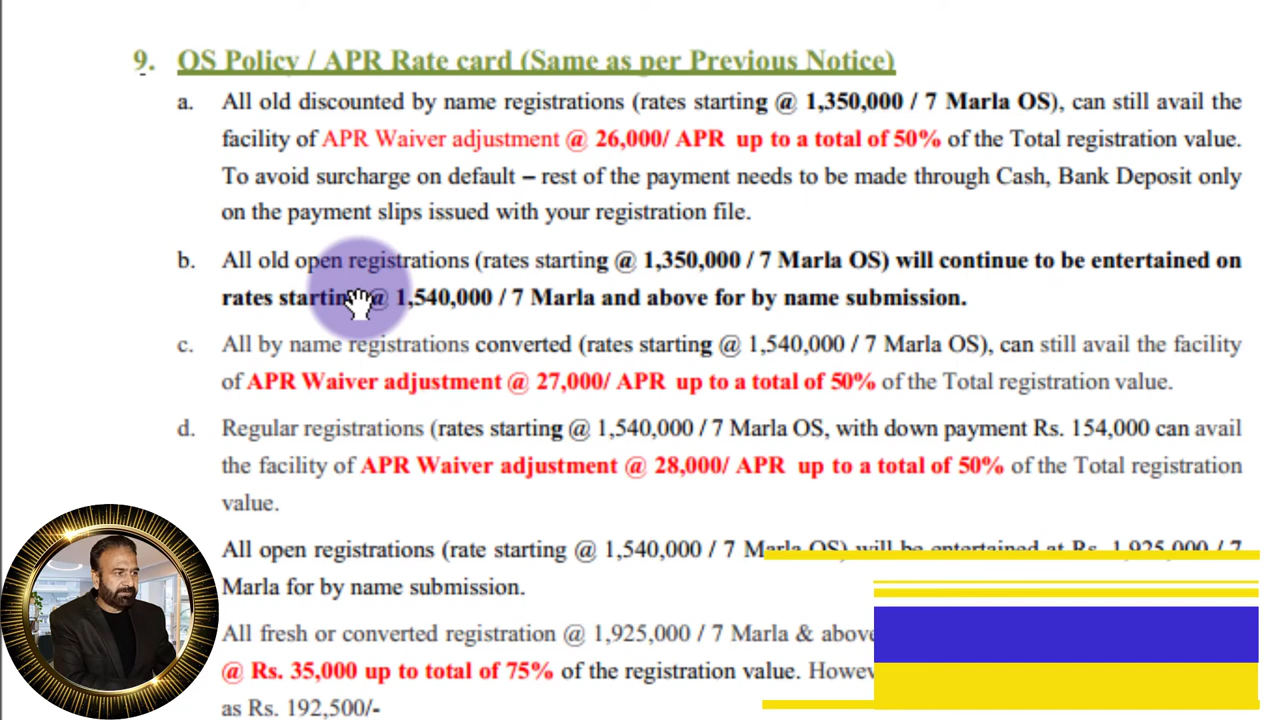 9. OS Policy / APR Rate card (Same as per Previous Notice)
a. All old discounted by name registrations (rates starting @ 1,350,000 / 7 Marla OS), can still avail the
facility of APR Waiver adjustment @ 26,000/ APR up to a total of 50% of the Total registration value.
To avoid surcharge on default – rest of the payment needs to be made through Cash, Bank Deposit only
on the payment slips issued with your registration file.
b. All old open registrations (rates starting @ 1,350,000 / 7 Marla OS) will continue to be entertained on
rates starting @ 1,540,000 / 7 Marla and above for by name submission.
c. All by name registrations converted (rates starting @ 1,540,000 / 7 Marla OS), can still avail the facility
of APR Waiver adjustment @ 27,000/ APR up to a total of 50% of the Total registration value.
d. Regular registrations (rates starting @ 1,540,000 / 7 Marla OS, with down payment Rs. 154,000 can avail
the facility of APR Waiver adjustment @ 28,000/ APR up to a total of 50% of the Total registration
value.
All open registrations (rate starting @ 1,540,000 / 7 Marla OS) will be entertained at Rs. 1,925,000 / 7
Marla for by name submission.
All fresh or converted registration @ 1,925,000 / 7 Marla & above
@ Rs. 35,000 up to total of 75% of the registration value.
as Rs. 192,500/-